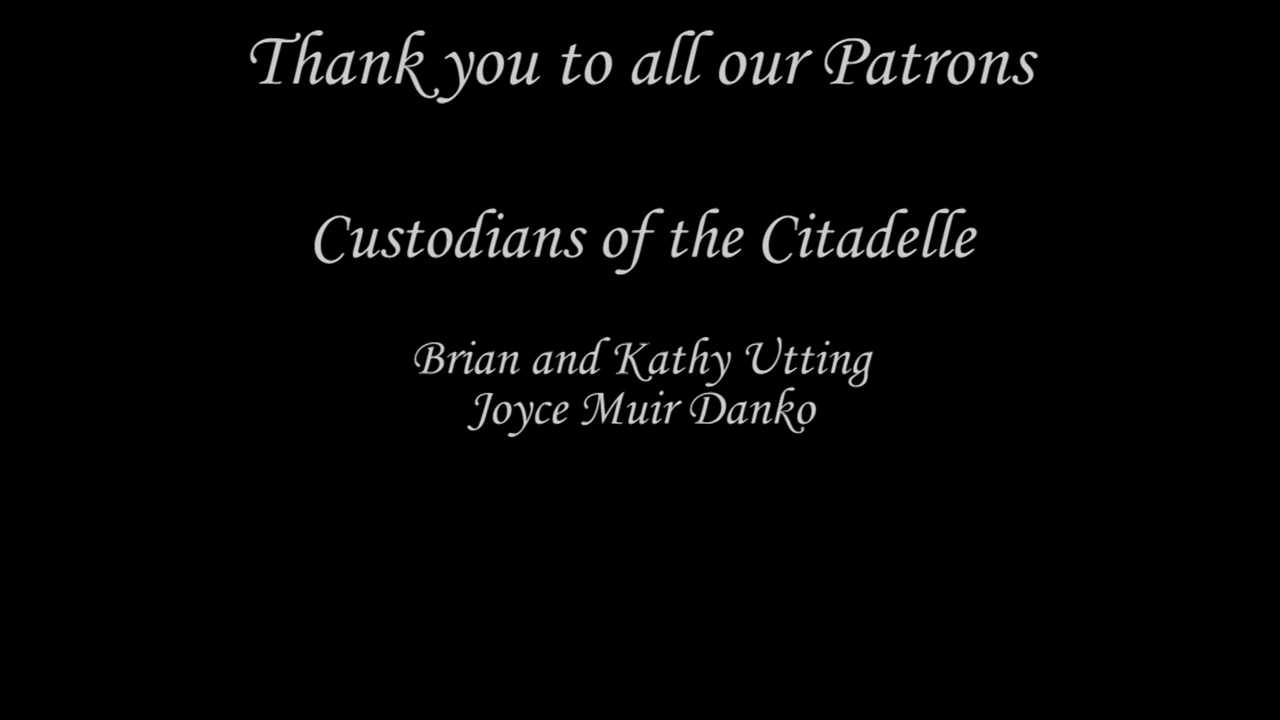 Thank you to all our Patrons
Custodians of the Citadelle
Brian and Kathy Utting
Joyce Muir Danko